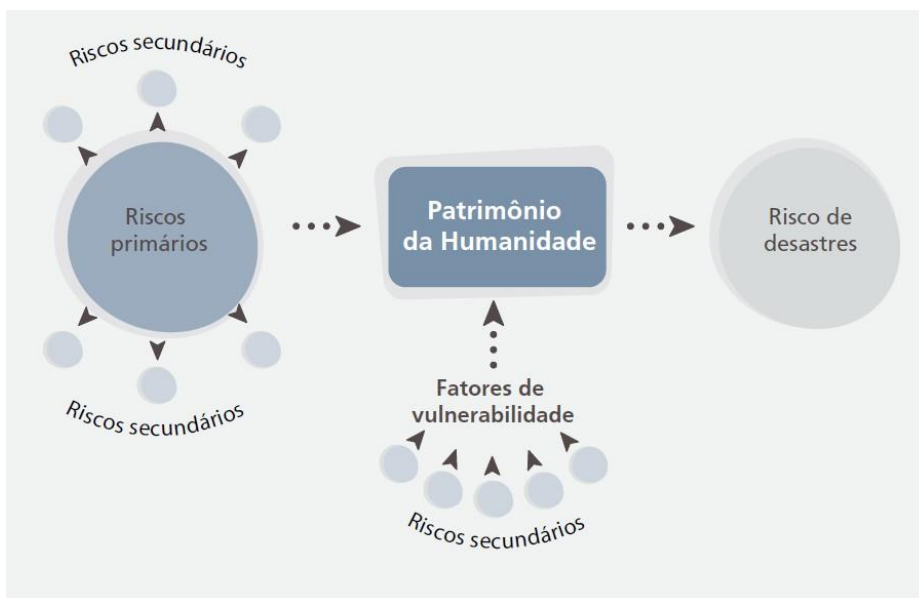 Riscos secundários
Riscos
primários
Patrimônio
da Humanidade
Risco de
desastres
Riscos secundários
Fatores de
vulnerabilidade
Riscos secundários